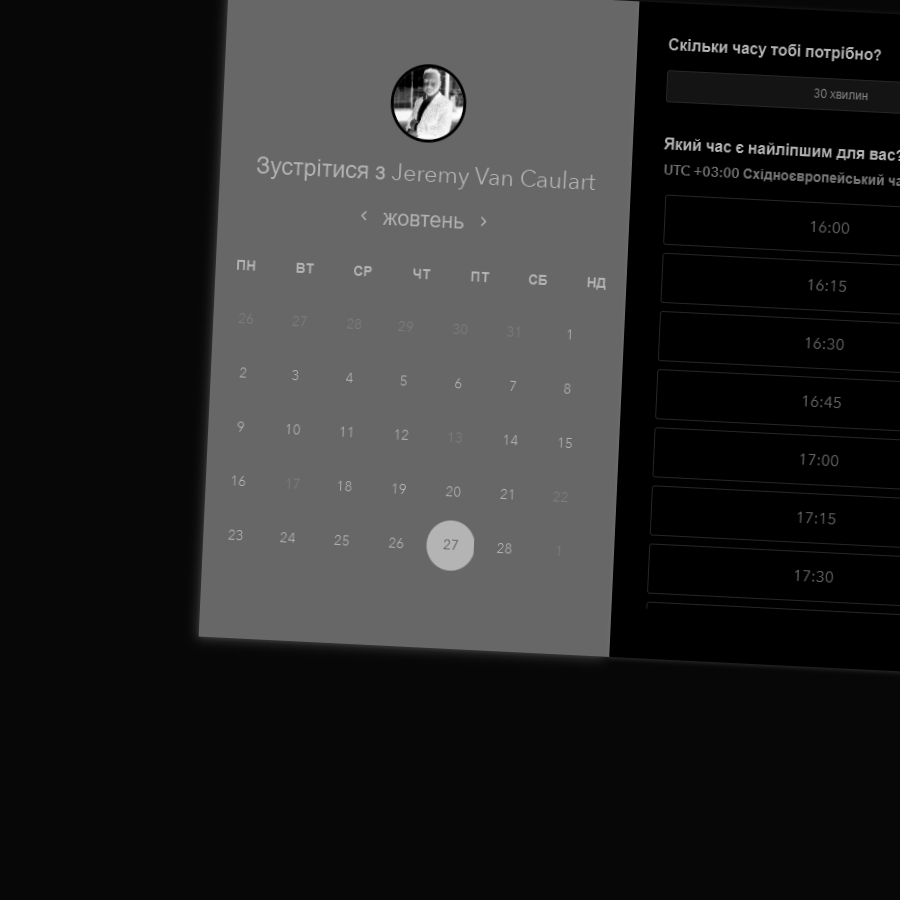 Зустрітися з Jeremy Van Caulart
‹ жовтень ›
ПН ВТ СР ЧТ ПТ СБ НД
26 27 28 29 30 31 1
2 3 4 5 6 7 8
9 10 11 12 13 14 15
16 17 18 19 20 21 22
23 24 25 26 27 28 1
Скільки часу тобі потрібно?
30 хвилин
Який час є найліпшим для вас?
UTC +03:00 Східноєвропейський ча
16:00
16:15
16:30
16:45
17:00
17:15
17:30